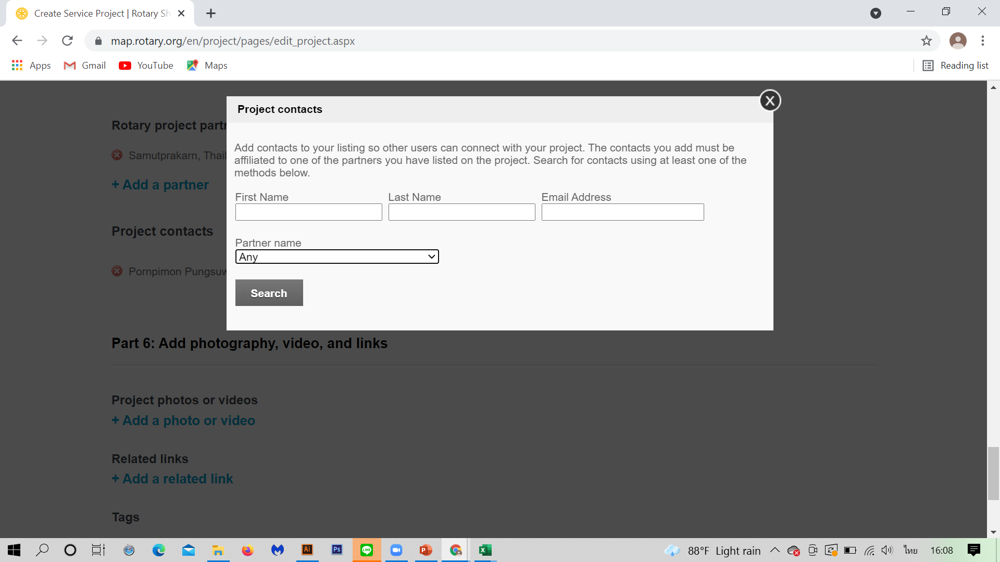 Create Service Project | Rotary Sh
map.rotary.org/en/project/pages/edit_project.aspx
Apps Gmail YouTube Maps Reading list
Project contacts
X
Add contacts to your listing so other users can connect with your project. The contacts you add must be
affiliated to one of the partners you have listed on the project. Search for contacts using at least one of the
methods below.
First Name Last Name Email Address
Partner name
Any
Search
Rotary project partn
Samutprakarn, Thail
+ Add a partner
Project contacts
Pornpimon Pungsuw
Part 6: Add photography, video, and links
Project photos or videos
+ Add a photo or video
Related links
+ Add a related link
Tags
Ai Ps LINE P X 88°F Light rain ไทย 16:08